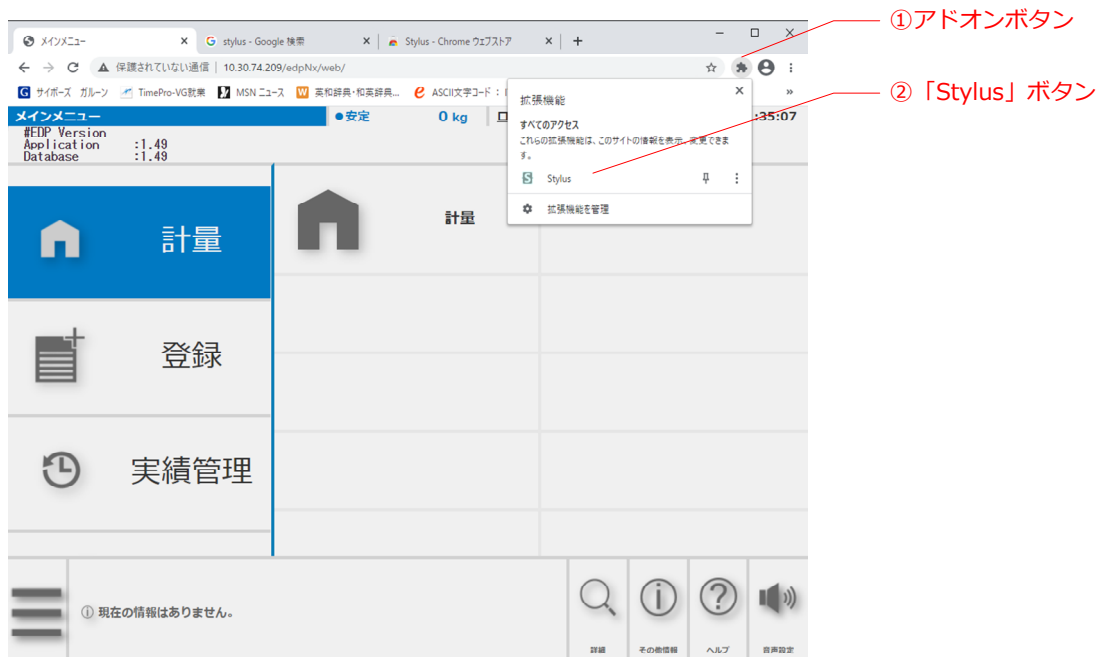 ①アドオンボタン
メインメニュー
stylus - Google 検索
Stylus - Chrome ウェブストア
保護されていない通信 | 10.30.74.209/edpNx/web/
②「Stylus」ボタン
サイボーズ ガルーン
TimePro-VG就業
MSN ニュース
英和辞典・和英辞典...
ASCII文字コード :
»
拡張機能
すべてのアクセス
これらの拡張機能は、このサイトの情報を表示、変更できま
す。
Stylus
拡張機能を管理
メインメニュー
●安定
0 kg
:35:07
#EDP Version
Application :1.49
Database :1.49
計量
計量
登録
実績管理
現在の情報はありません。
詳細
その他情報
ヘルプ
音声設定